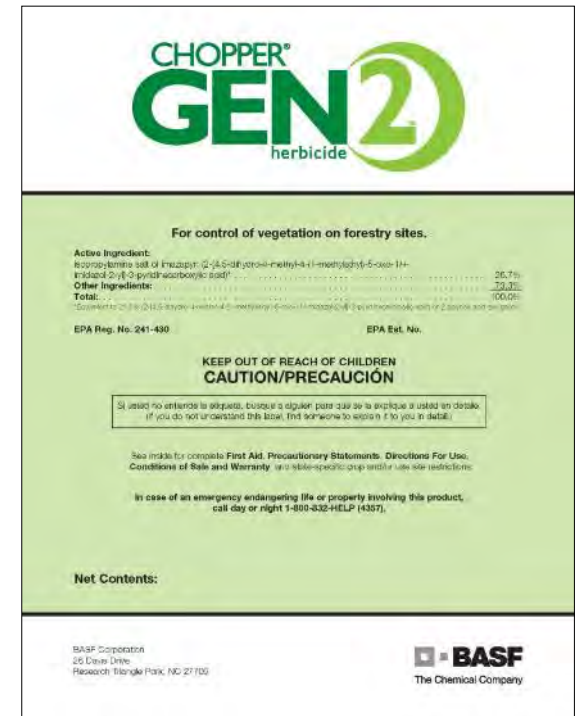 CHOPPER®
GEN2
herbicide
For control of vegetation on forestry sites.
Active Ingredient:
Isopropylamine salt of Imazapyr (2-[4,5-dihydro-4-methyl-4-(1-methylethyl)-5-oxo-1H-
imidazol-2-yl]-3-pyridinecarboxylic acid)* 26.7%
Other Ingredients: 73.3%
Total: 100.0%
EPA Reg. No. 241-430 EPA Est. No.
KEEP OUT OF REACH OF CHILDREN
CAUTION/PRECAUCIÓN
Si usted no entiende la etiqueta, busque a alguien para que se la explique a usted en detalle.
(If you do not understand this label, find someone to explain it to you in detail.)
See inside for complete First Aid, Precautionary Statements, Directions For Use,
Conditions of Sale and Warranty, and state-specific crop and/or use site restrictions.
In case of an emergency endangering life or property involving this product,
call day or night 1-800-832-HELP (4357).
Net Contents:
BASF Corporation
26 Davis Drive
Research Triangle Park, NC 27709
BASF
The Chemical Company